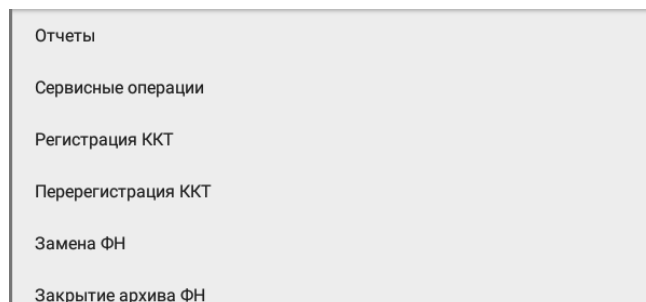 Отчеты
Сервисные операции
Регистрация ККТ
Перерегистрация ККТ
Замена ФН
Закрытие архива ФН